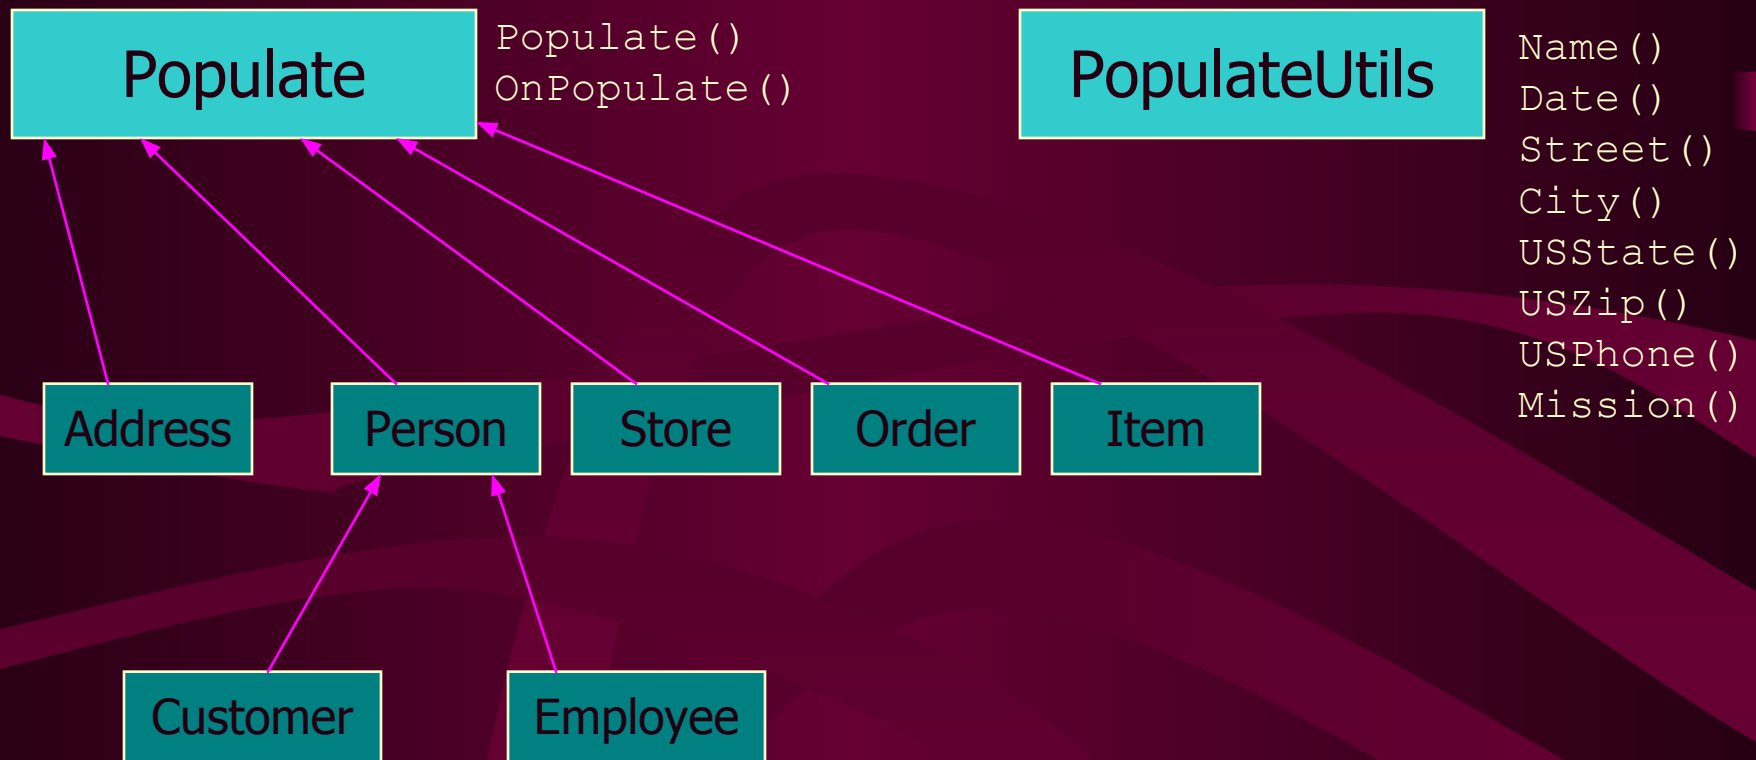 Populate
Populate()
OnPopulate()
PopulateUtils
Name()
Date()
Street()
City()
USState()
USZip()
USPhone()
Mission()
Address
Person
Store
Order
Item
Customer
Employee